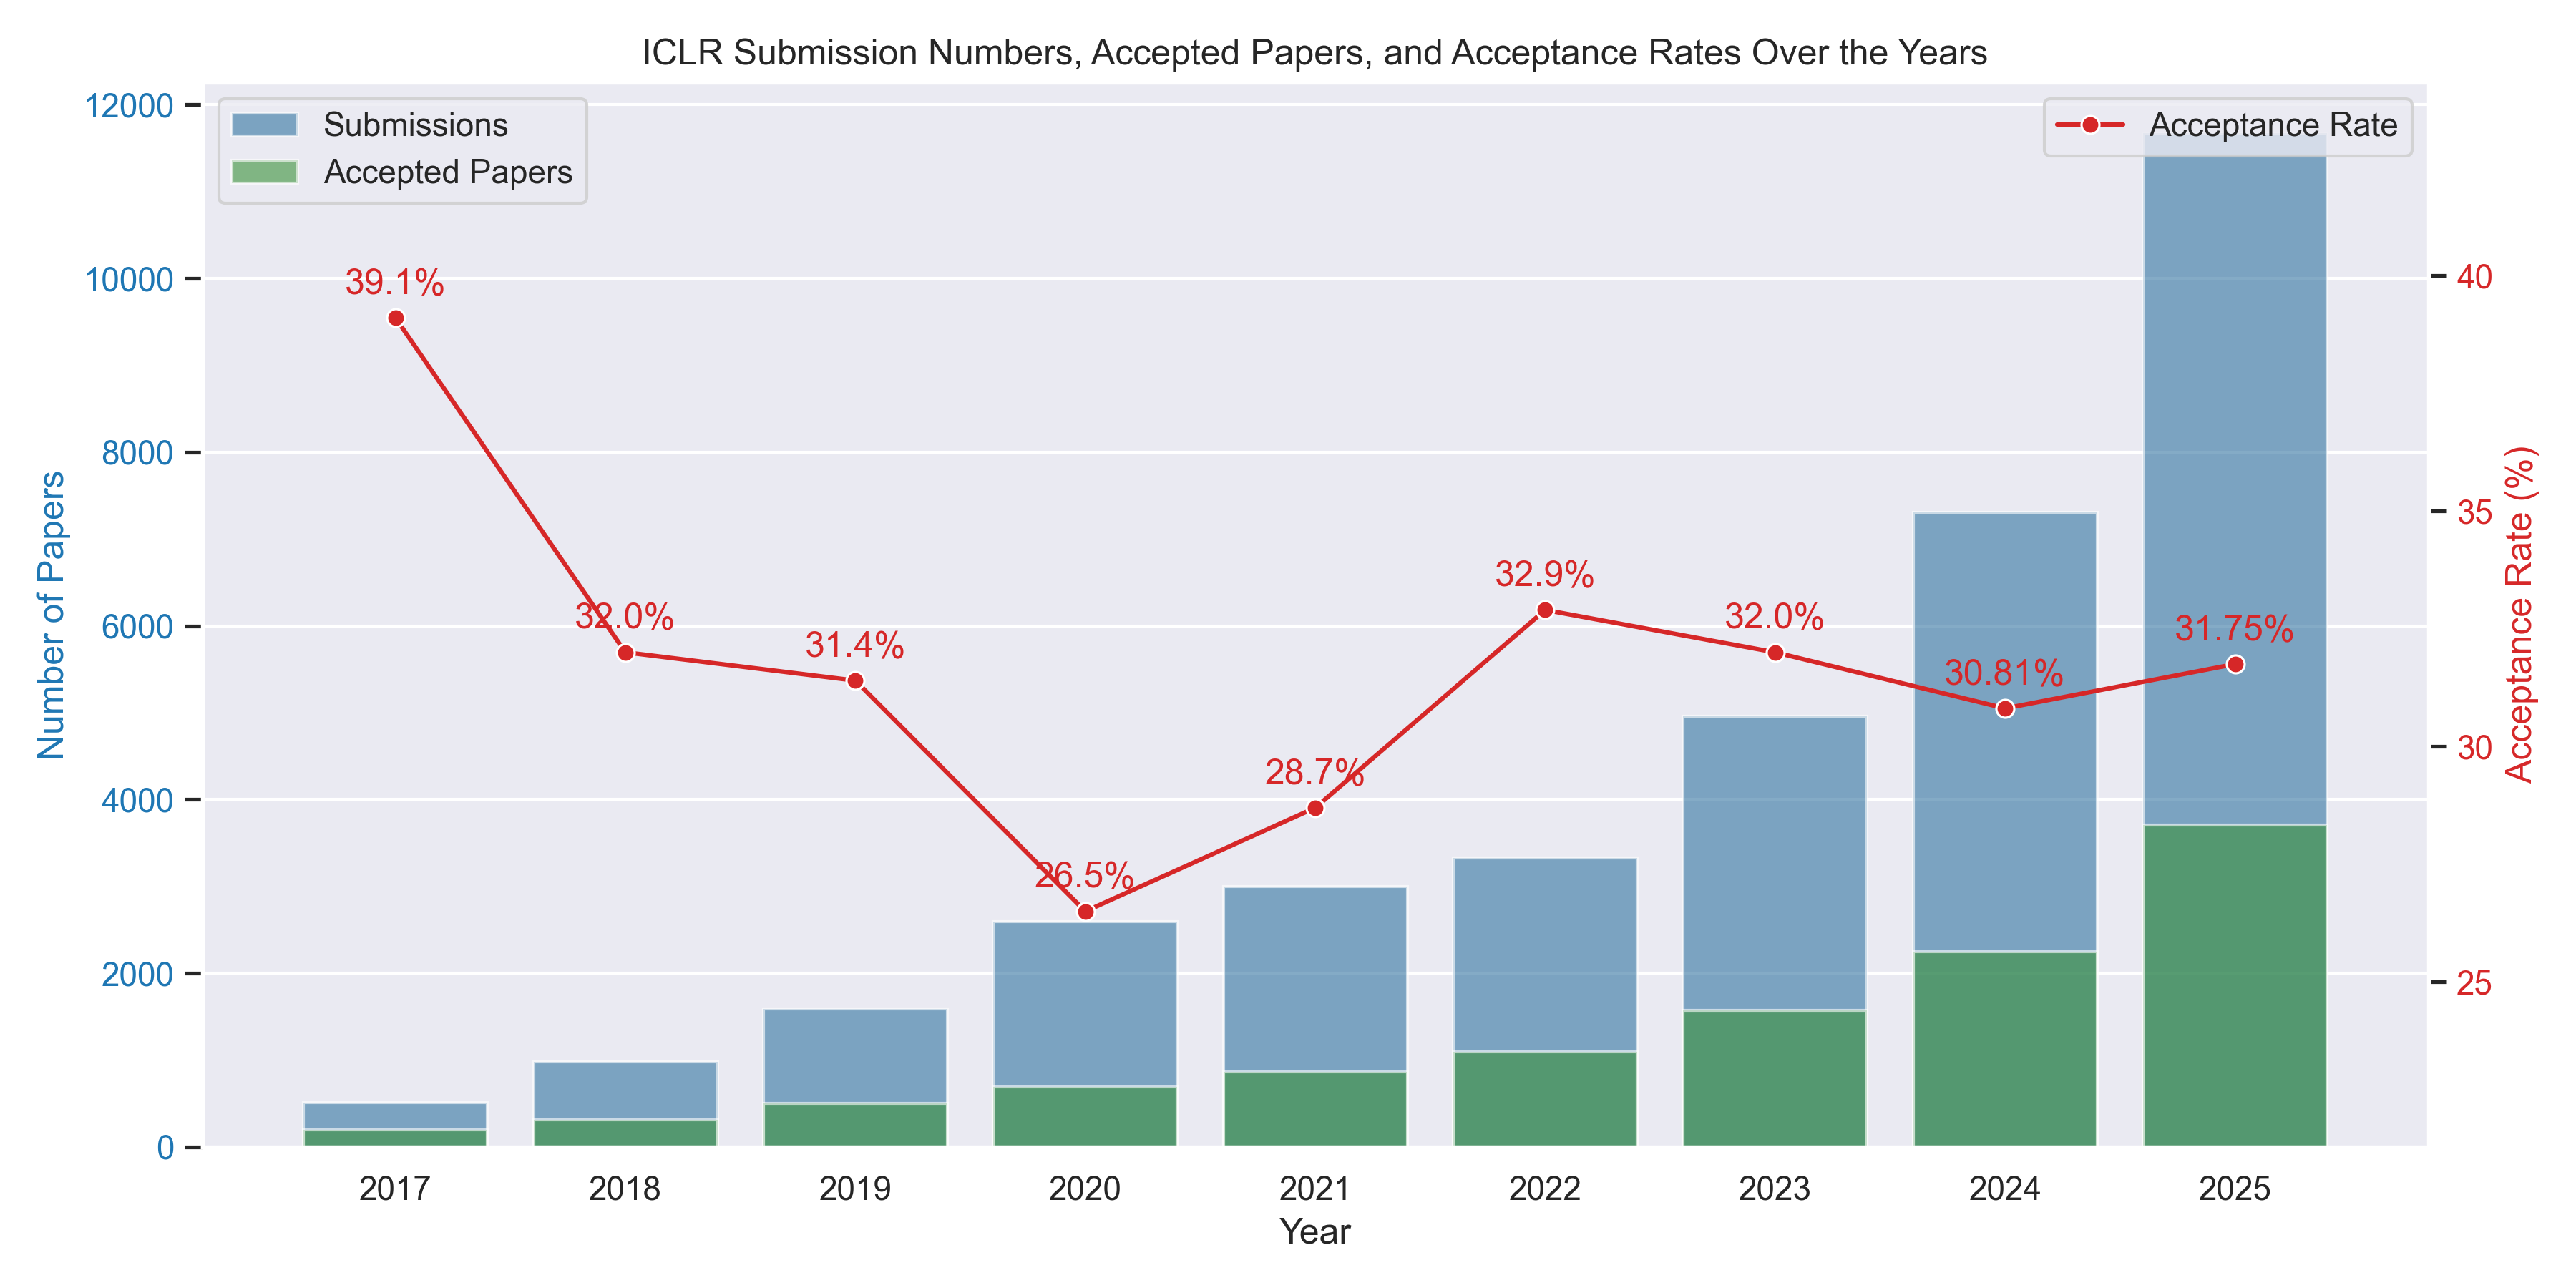 ICLR Submission Numbers, Accepted Papers, and Acceptance Rates Over the Years
Submissions
Accepted Papers
Acceptance Rate
Number of Papers
12000
10000
8000
6000
4000
2000
0
39.1%
32.0%
31.4%
26.5%
28.7%
32.9%
32.0%
30.81%
31.75%
40
35
30
25
Acceptance Rate (%)
2017 2018 2019 2020 2021 2022 2023 2024 2025
Year